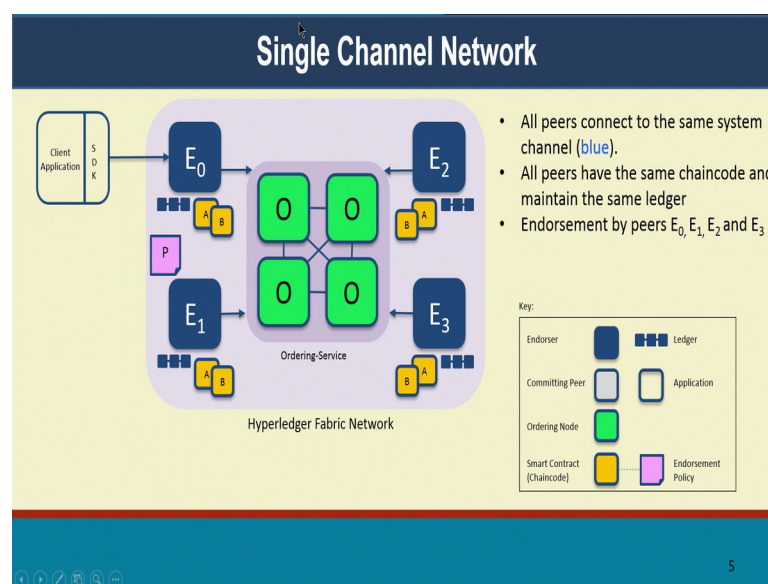 Single Channel Network
Client
Application
S
D
K
E0
E2
A
B
A
B
O
O
O
O
P
E1
E3
A
B
A
B
Ordering-Service
Hyperledger Fabric Network
• All peers connect to the same system
channel (blue).
• All peers have the same chaincode and
maintain the same ledger
• Endorsement by peers E0, E1, E2 and E3
Key:
Endorser
Ledger
Committing Peer
Application
Ordering Node
Smart Contract
(Chaincode)
Endorsement
Policy
5